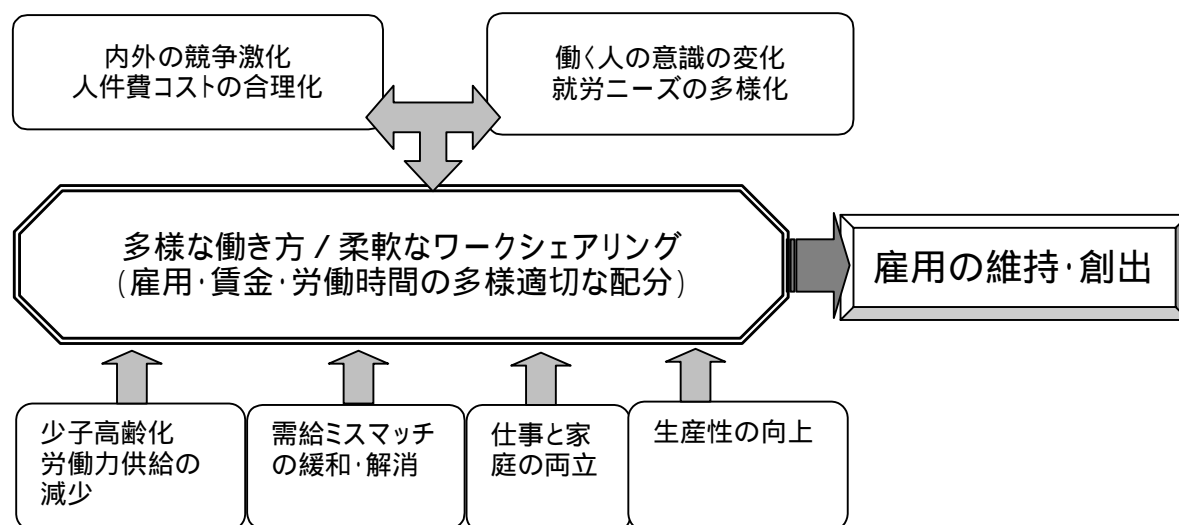 内外の競争激化
人件費コストの合理化
働く人の意識の変化
就労ニーズの多様化
多様な働き方 / 柔軟なワークシェアリング
(雇用･賃金･労働時間の多様適切な配分)
雇用の維持･創出
少子高齢化
労働力供給の
減少
需給ミスマッチ
の緩和･解消
仕事と家
庭の両立
生産性の向上